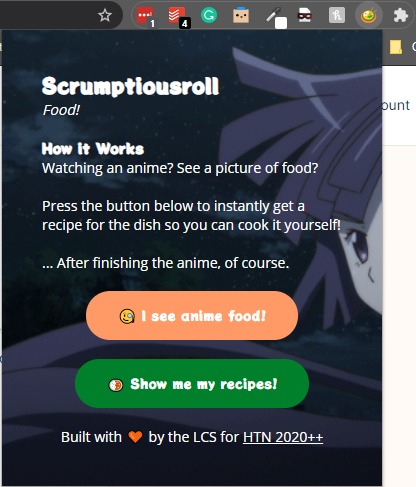 1
4
Scrumptiousroll
Food!
ount
How it Works
Watching an anime? See a picture of food?
Press the button below to instantly get a
recipe for the dish so you can cook it yourself!
... After finishing the anime, of course.
🧐 I see anime food!
🍘 Show me my recipes!
Built with 🧡 by the LCS for HTN 2020++